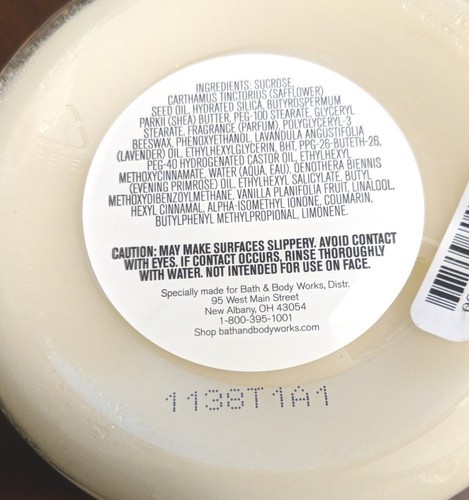 INGREDIENTS: SUCROSE,
CARTHAMUS TINCTORIUS (SAFFLOWER)
SEED OIL, HYDRATED SILICA, BUTYROSPERMUM
PARKII (SHEA) BUTTER, PEG-100 STEARATE, GLYCERYL
STEARATE, FRAGRANCE (PARFUM), POLYGLYCERYL-3
BEESWAX, PHENOXYETHANOL, LAVANDULA ANGUSTIFOLIA
(LAVENDER) OIL, ETHYLHEXYLGLYCERIN, BHT, PPG-26-BUTETH-26,
PEG-40 HYDROGENATED CASTOR OIL, ETHYLHEXYL
METHOXYCINNAMATE, WATER (AQUA, EAU), OENOTHERA BIENNIS
(EVENING PRIMROSE) OIL, ETHYLHEXYL SALICYLATE, BUTYL
METHOXYDIBENZOYLMETHANE, VANILLA PLANIFOLIA FRUIT, LINALOOL,
HEXYL CINNAMAL, ALPHA-ISOMETHYL IONONE, COUMARIN,
BUTYLPHENYL METHYLPROPIONAL, LIMONENE.
CAUTION: MAY MAKE SURFACES SLIPPERY. AVOID CONTACT
WITH EYES. IF CONTACT OCCURS, RINSE THOROUGHLY
WITH WATER. NOT INTENDED FOR USE ON FACE.
Specially made for Bath & Body Works, Distr.
95 West Main Street
New Albany, OH 43054
1-800-395-1001
Shop bathandbodyworks.com
1138T1A1